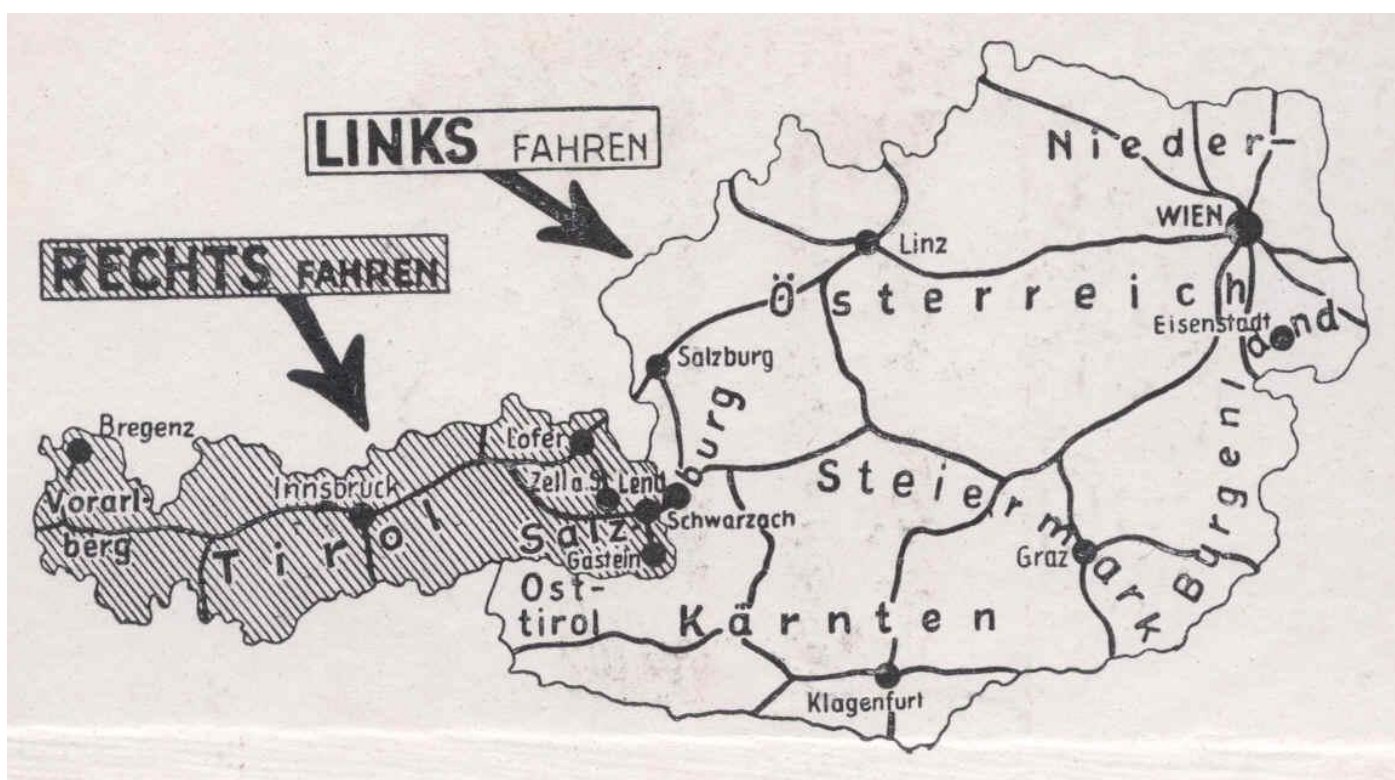 LINKS FAHREN
RECHTS FAHREN
Nieder-
WIEN
Linz
Österreich
Eisenstadt
Burgenland
Salzburg
Bregenz
Lofer
Zell a.S.
Lend
Innsbruck
Schwarzach
Vorarl-
berg
Tirol
Salz-
burg
Gastein
Steiermark
Graz
Ost-
tirol
Kärnten
Klagenfurt